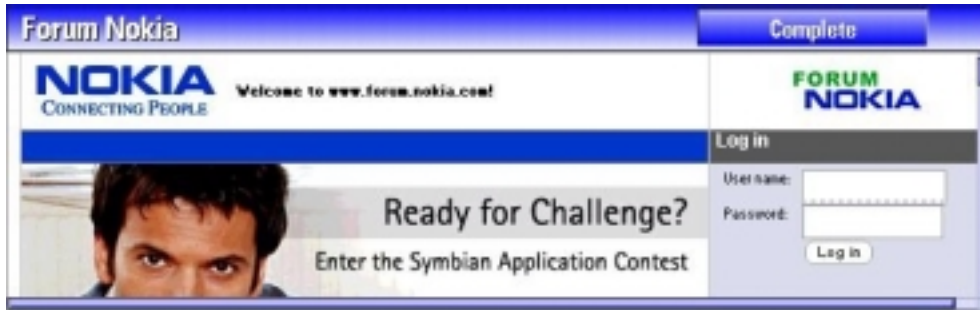 Forum Nokia
Complete
NOKIA
CONNECTING PEOPLE
Welcome to www.forum.nokia.com!
FORUM
NOKIA
Log in
User name:
Password:
Log in
Ready for Challenge?
Enter the Symbian Application Contest